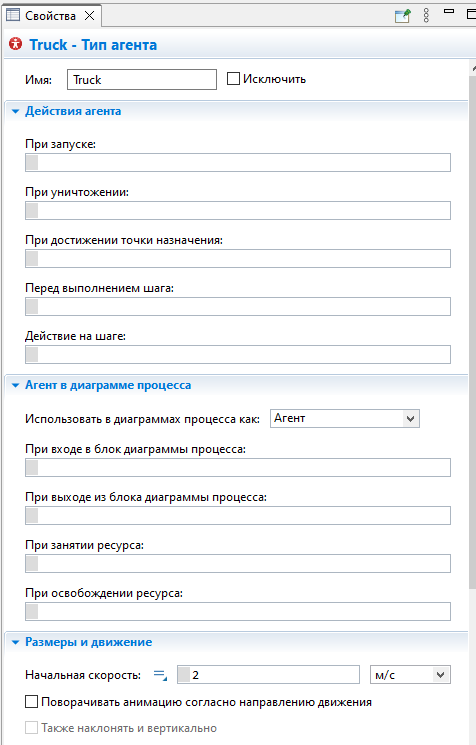 Свойства
Truck - Тип агента
Имя: Truck Исключить
Действия агента
При запуске:
При уничтожении:
При достижении точки назначения:
Перед выполнением шага:
Действие на шаге:
Агент в диаграмме процесса
Использовать в диаграммах процесса как: Агент
При входе в блок диаграммы процесса:
При выходе из блока диаграммы процесса:
При занятии ресурса:
При освобождении ресурса:
Размеры и движение
Начальная скорость: 2 м/с
Поворачивать анимацию согласно направлению движения
Также наклонять и вертикально